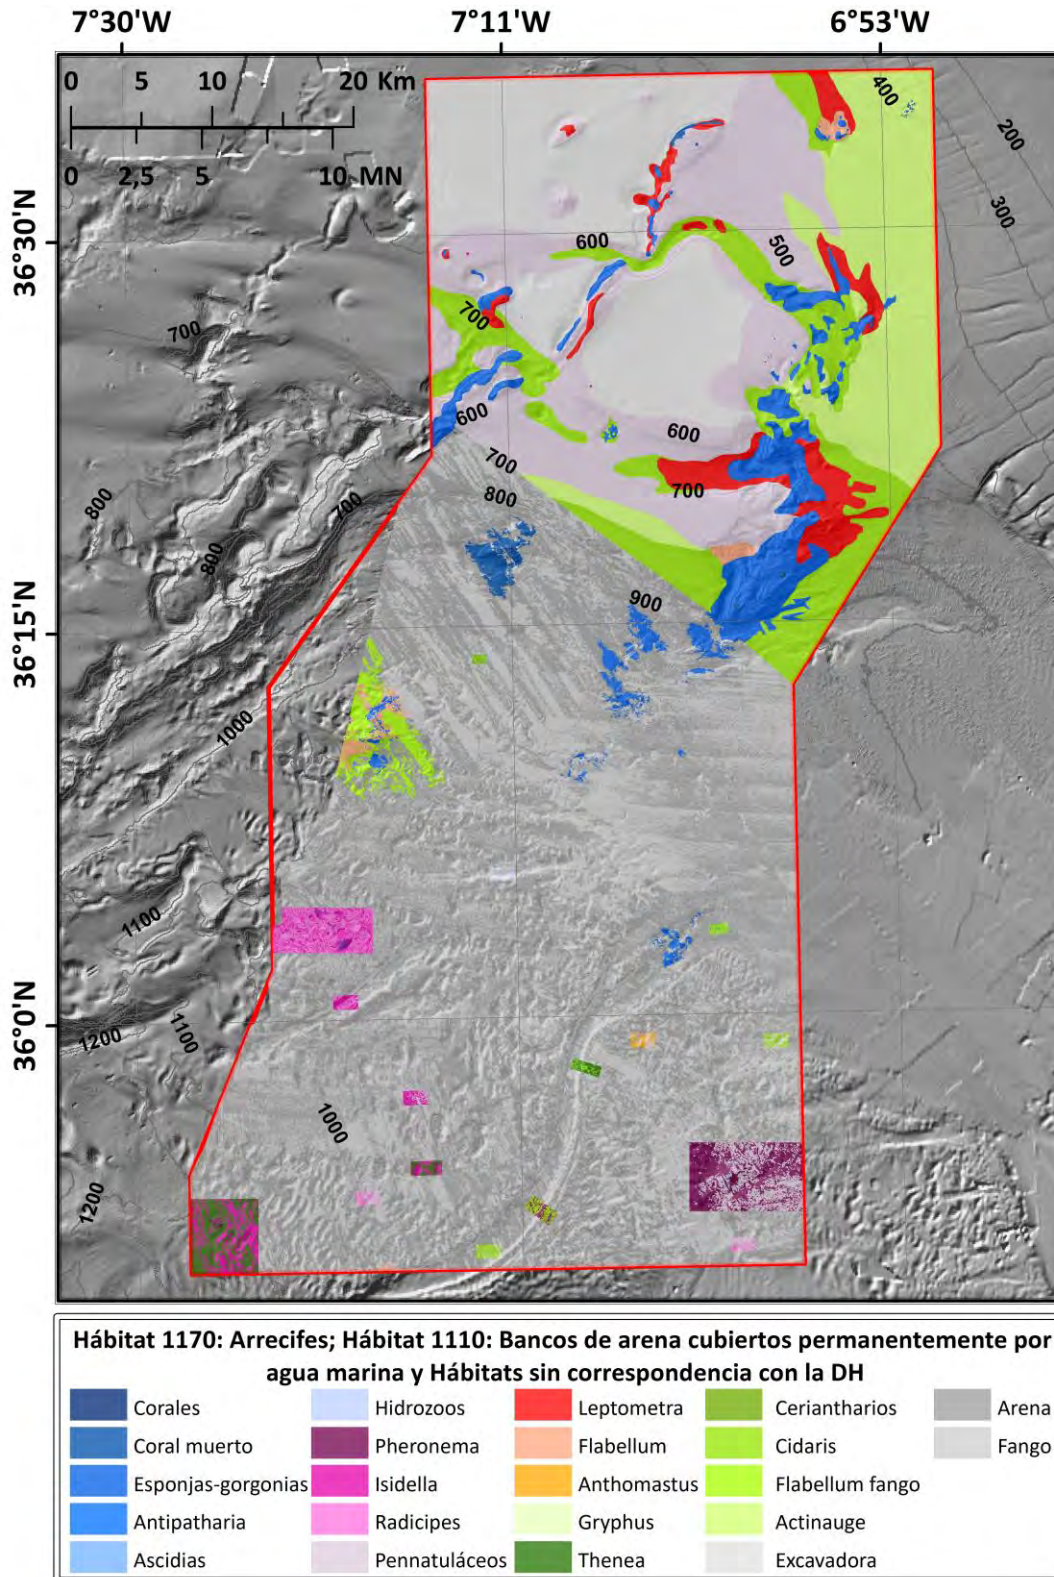 7°30'W 7°11'W 6°53'W
0 5 10 20 Km
0 2,5 5 10 MN
400
200
300
36°30'N
600
500
700
700
600
600
700
700
800
800
700
800
900
36°15'N
1000
1100
36°0'N
1200
1100
1000
1200
Hábitat 1170: Arrecifes; Hábitat 1110: Bancos de arena cubiertos permanentemente por
agua marina y Hábitats sin correspondencia con la DH
Corales Hidrozoos Leptometra Ceriantharios Arena
Coral muerto Pheronema Flabellum Cidaris Fango
Esponjas-gorgonias Isidella Anthomastus Flabellum fango
Antipatharia Radicipes Gryphus Actinauge
Ascidias Pennatuláceos Thenea Excavadora